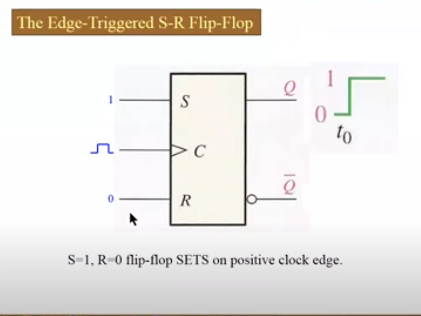 The Edge-Triggered S-R Flip-Flop
1
S
Q
1
0
t0
C
0
R
Q̅
S=1, R=0 flip-flop SETS on positive clock edge.